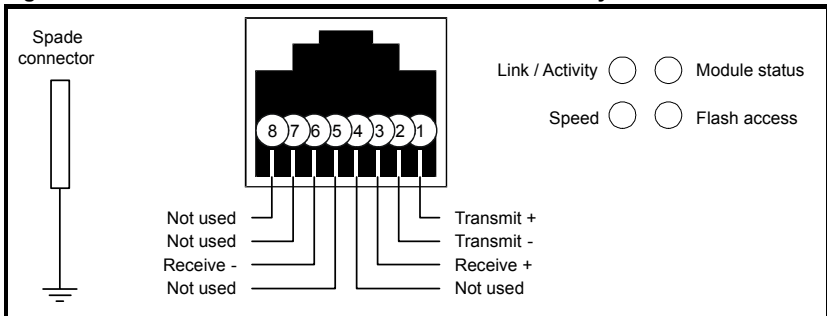 Spade
connector
Link / Activity
Module status
Speed
Flash access
8 7 6 5 4 3 2 1
Not used
Transmit +
Not used
Transmit -
Receive -
Receive +
Not used
Not used